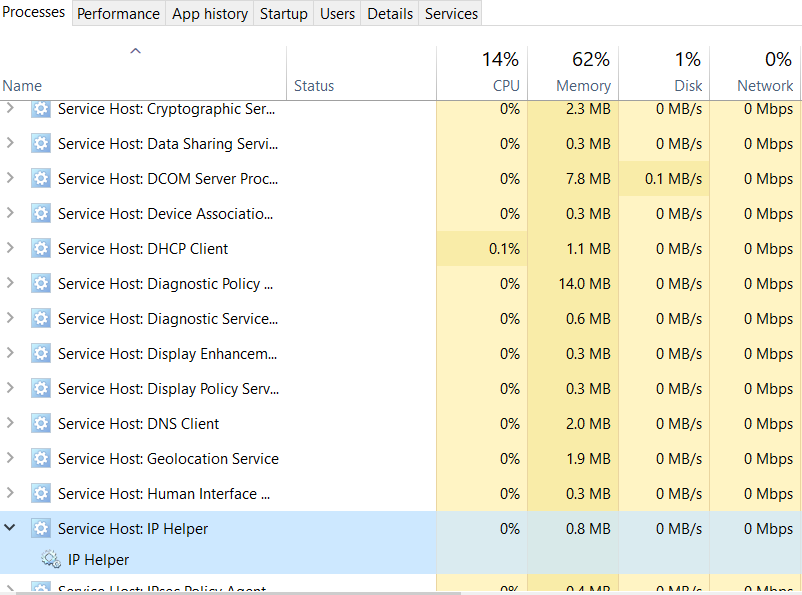 Processes Performance App history Startup Users Details Services
14% 62% 1% 0%
Name Status CPU Memory Disk Network
Service Host: Cryptographic Ser... 0% 2.3 MB 0 MB/s 0 Mbps
Service Host: Data Sharing Servi... 0% 0.3 MB 0 MB/s 0 Mbps
Service Host: DCOM Server Proc... 0% 7.8 MB 0.1 MB/s 0 Mbps
Service Host: Device Associatio... 0% 0.3 MB 0 MB/s 0 Mbps
Service Host: DHCP Client 0.1% 1.1 MB 0 MB/s 0 Mbps
Service Host: Diagnostic Policy ... 0% 14.0 MB 0 MB/s 0 Mbps
Service Host: Diagnostic Service... 0% 0.6 MB 0 MB/s 0 Mbps
Service Host: Display Enhancem... 0% 0.3 MB 0 MB/s 0 Mbps
Service Host: Display Policy Serv... 0% 0.3 MB 0 MB/s 0 Mbps
Service Host: DNS Client 0% 2.0 MB 0 MB/s 0 Mbps
Service Host: Geolocation Service 0% 1.9 MB 0 MB/s 0 Mbps
Service Host: Human Interface ... 0% 0.3 MB 0 MB/s 0 Mbps
Service Host: IP Helper 0% 0.8 MB 0 MB/s 0 Mbps
IP Helper
Service Host: IPsec Policy Agent 0% 0.4 MB 0 MB/s 0 Mbps